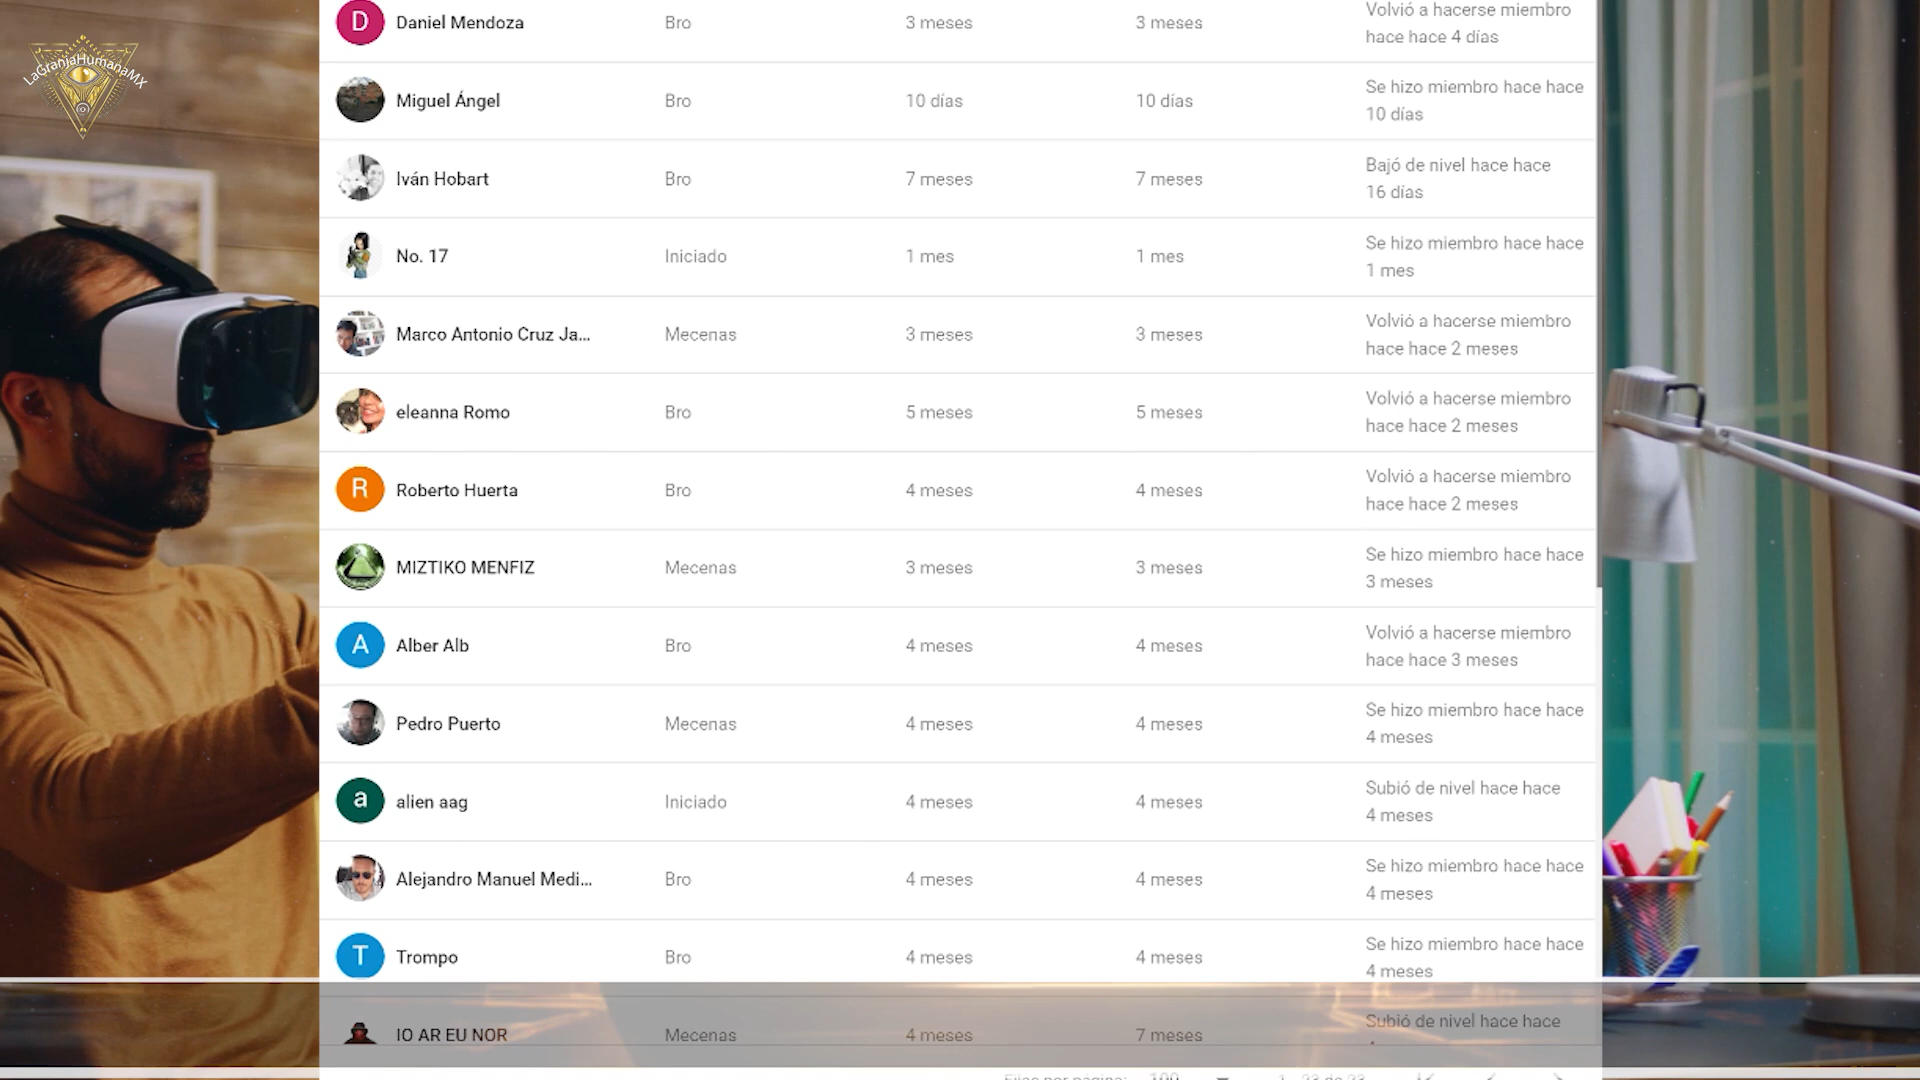 LaGranjaHumanaMX
D Daniel Mendoza Bro 3 meses 3 meses Volvió a hacerse miembro
hace hace 4 días
Miguel Ángel Bro 10 días 10 días Se hizo miembro hace hace
10 días
Iván Hobart Bro 7 meses 7 meses Bajó de nivel hace hace
16 días
No. 17 Iniciado 1 mes 1 mes Se hizo miembro hace hace
1 mes
Marco Antonio Cruz Ja... Mecenas 3 meses 3 meses Volvió a hacerse miembro
hace hace 2 meses
eleanna Romo Bro 5 meses 5 meses Volvió a hacerse miembro
hace hace 2 meses
R Roberto Huerta Bro 4 meses 4 meses Volvió a hacerse miembro
hace hace 2 meses
MIZTIKO MENFIZ Mecenas 3 meses 3 meses Se hizo miembro hace hace
3 meses
A Alber Alb Bro 4 meses 4 meses Volvió a hacerse miembro
hace hace 3 meses
Pedro Puerto Mecenas 4 meses 4 meses Se hizo miembro hace hace
4 meses
a alien aag Iniciado 4 meses 4 meses Subió de nivel hace hace
4 meses
Alejandro Manuel Medi... Bro 4 meses 4 meses Se hizo miembro hace hace
4 meses
T Trompo Bro 4 meses 4 meses Se hizo miembro hace hace
4 meses
IO AR EU NOR Mecenas 4 meses 7 meses Subió de nivel hace hace